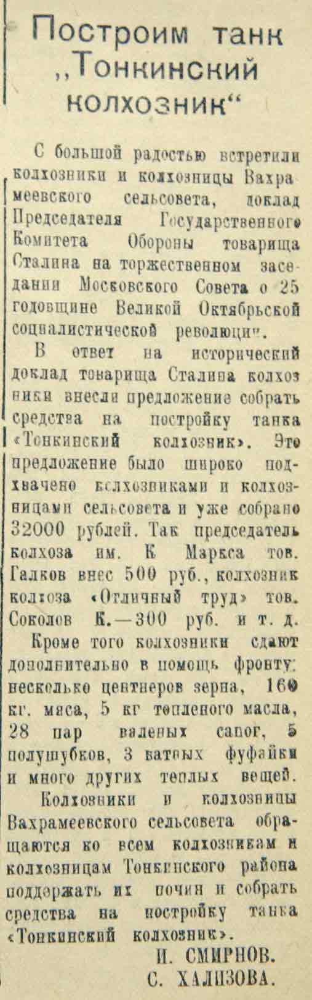 Построим танк
„Тонкинский
колхозник“
С большой радостью встретили
колхозники и колхозницы Вахра
меевского сельсовета, доклад
Председателя Государственного
Комитета Обороны товарища
Сталина на торжественном засе-
дании Московского Совета о 25
годовщине Великой Октябрьской
социалистической революции.
В ответ на исторический
доклад товарища Сталина колхоз
ники внесли предложение собрать
средства на постройку танка
«Тонкинский колхозник». Это
предложение было широко под-
хвачено колхозниками и колхоз-
ницами сельсовета и уже собрано
32000 рублей. Так председатель
колхоза им. К Маркса тов.
Галков внес 500 руб., колхозник
колхоза «Отличный труд» тов.
Соколов К.—300 руб. и т. д.
Кроме того колхозники сдают
дополнительно в помощь фронту:
несколько центнеров зерна, 160
кг. мяса, 5 кг топленого масла,
28 пар валеных сапог, 5
полушубков, 3 ватных фуфайки
и много других теплых вещей.
Колхозники и колхозницы
Вахрамеевского сельсовета обра-
щаются ко всем колхозникам и
колхозницам Тонкинского района
поддержать их почин и собрать
средства на постройку танка
«Тонкинский колхозник».
И. СМИРНОВ.
С. ХАЛИЗОВА.